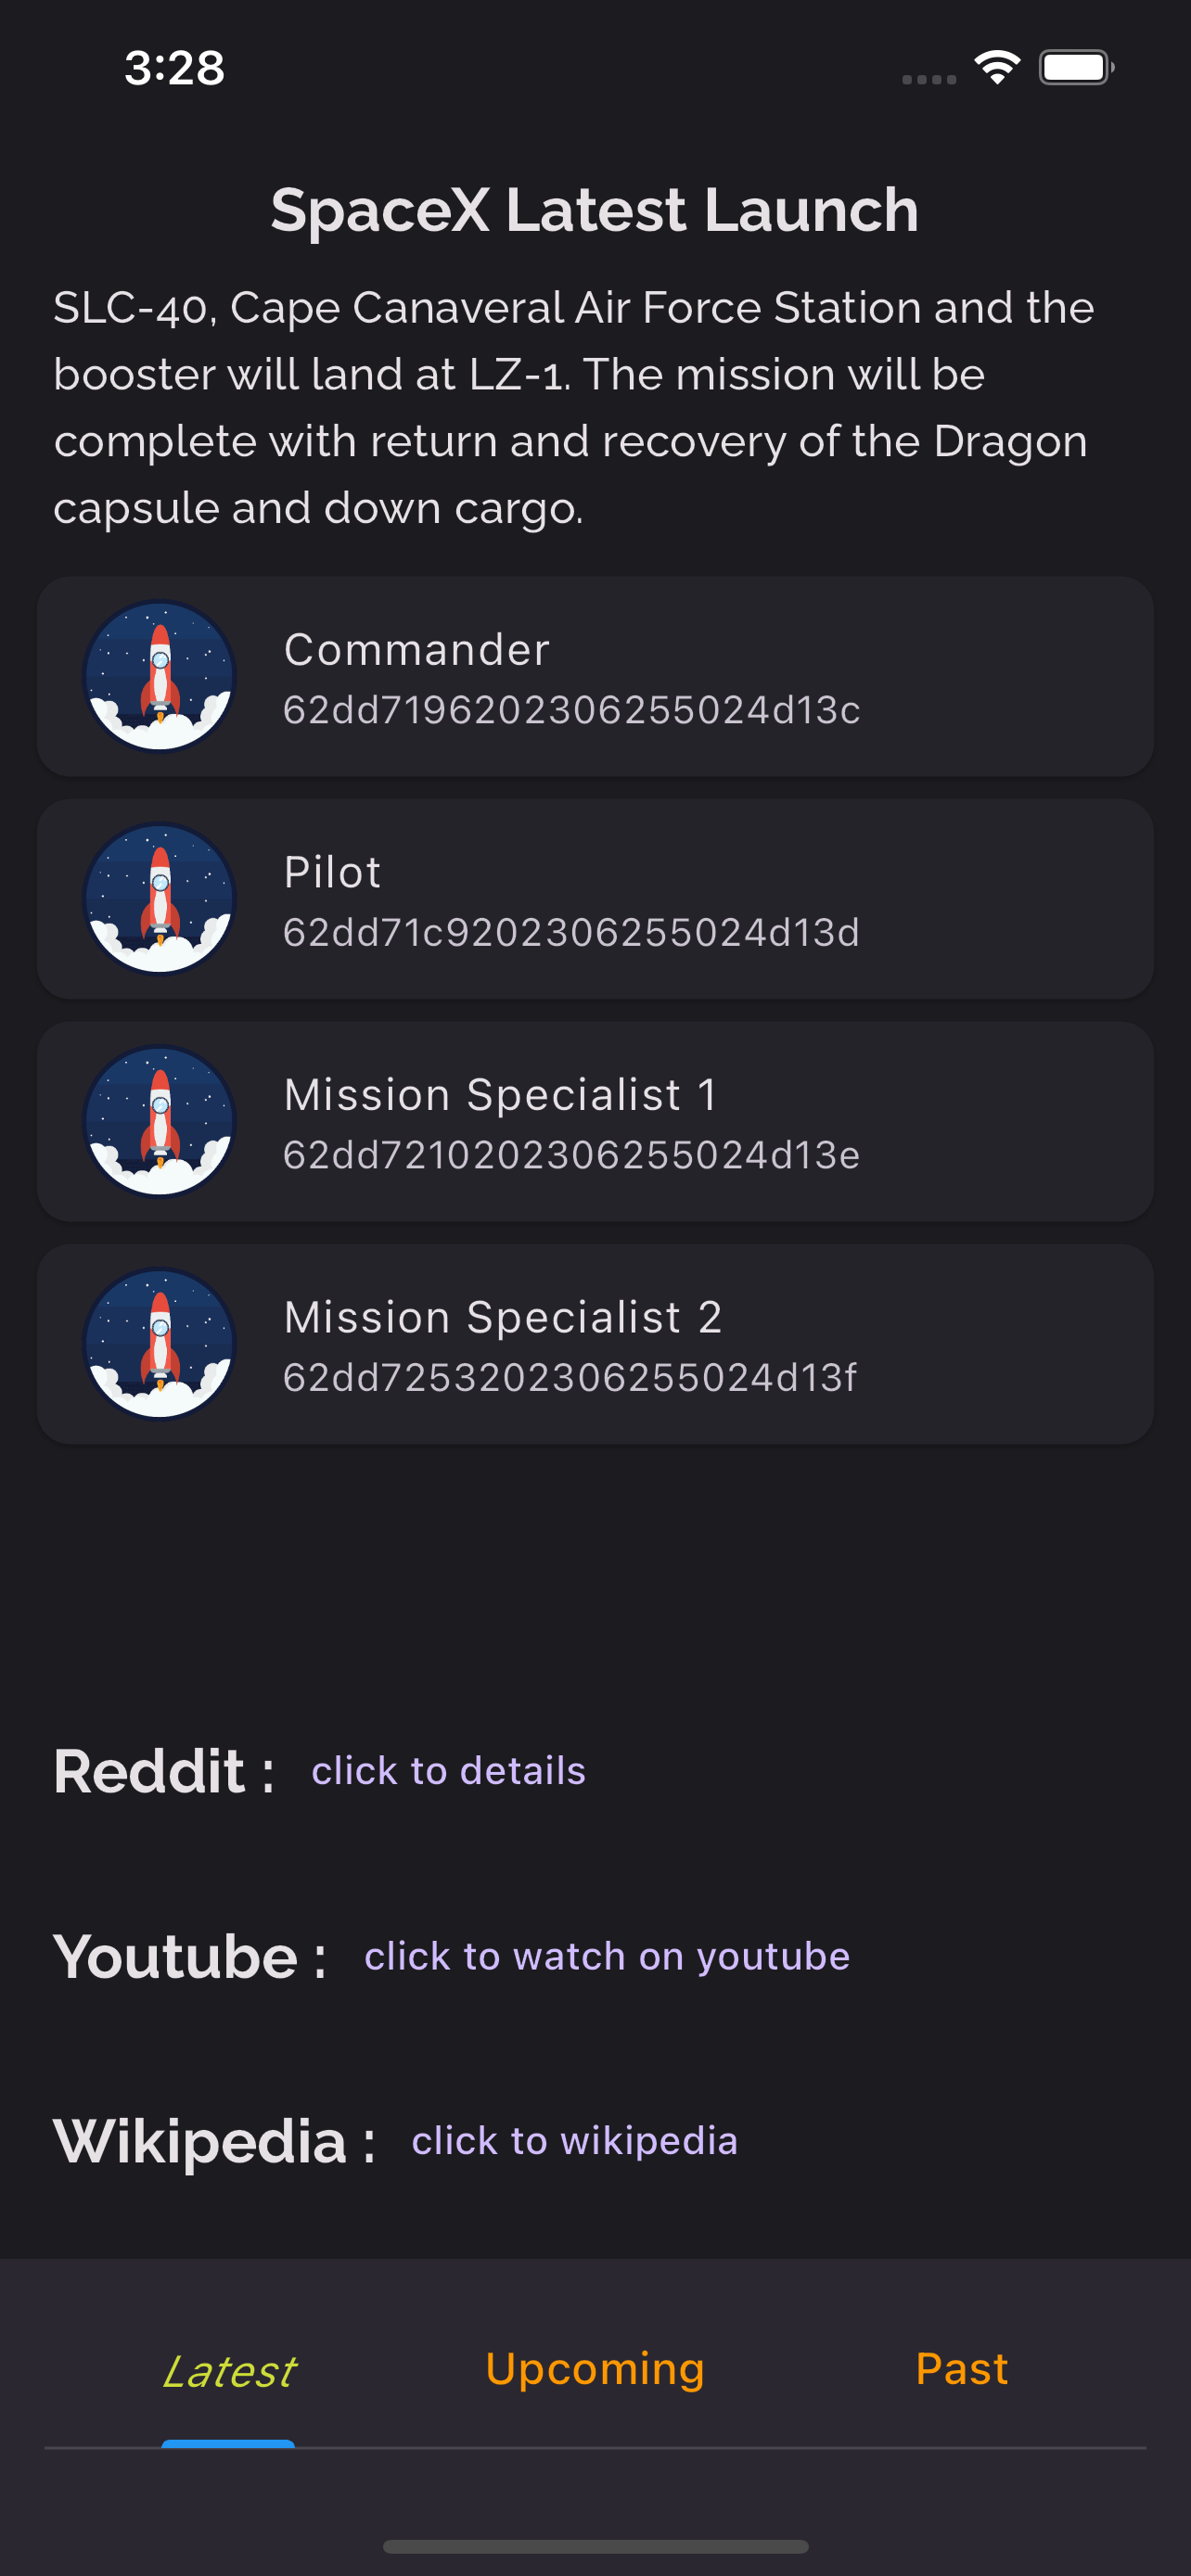 3:28
SpaceX Latest Launch
SLC-40, Cape Canaveral Air Force Station and the
booster will land at LZ-1. The mission will be
complete with return and recovery of the Dragon
capsule and down cargo.
Commander
62dd7196202306255024d13c
Pilot
62dd71c9202306255024d13d
Mission Specialist 1
62dd7210202306255024d13e
Mission Specialist 2
62dd7253202306255024d13f
Reddit : click to details
Youtube : click to watch on youtube
Wikipedia : click to wikipedia
Latest Upcoming Past